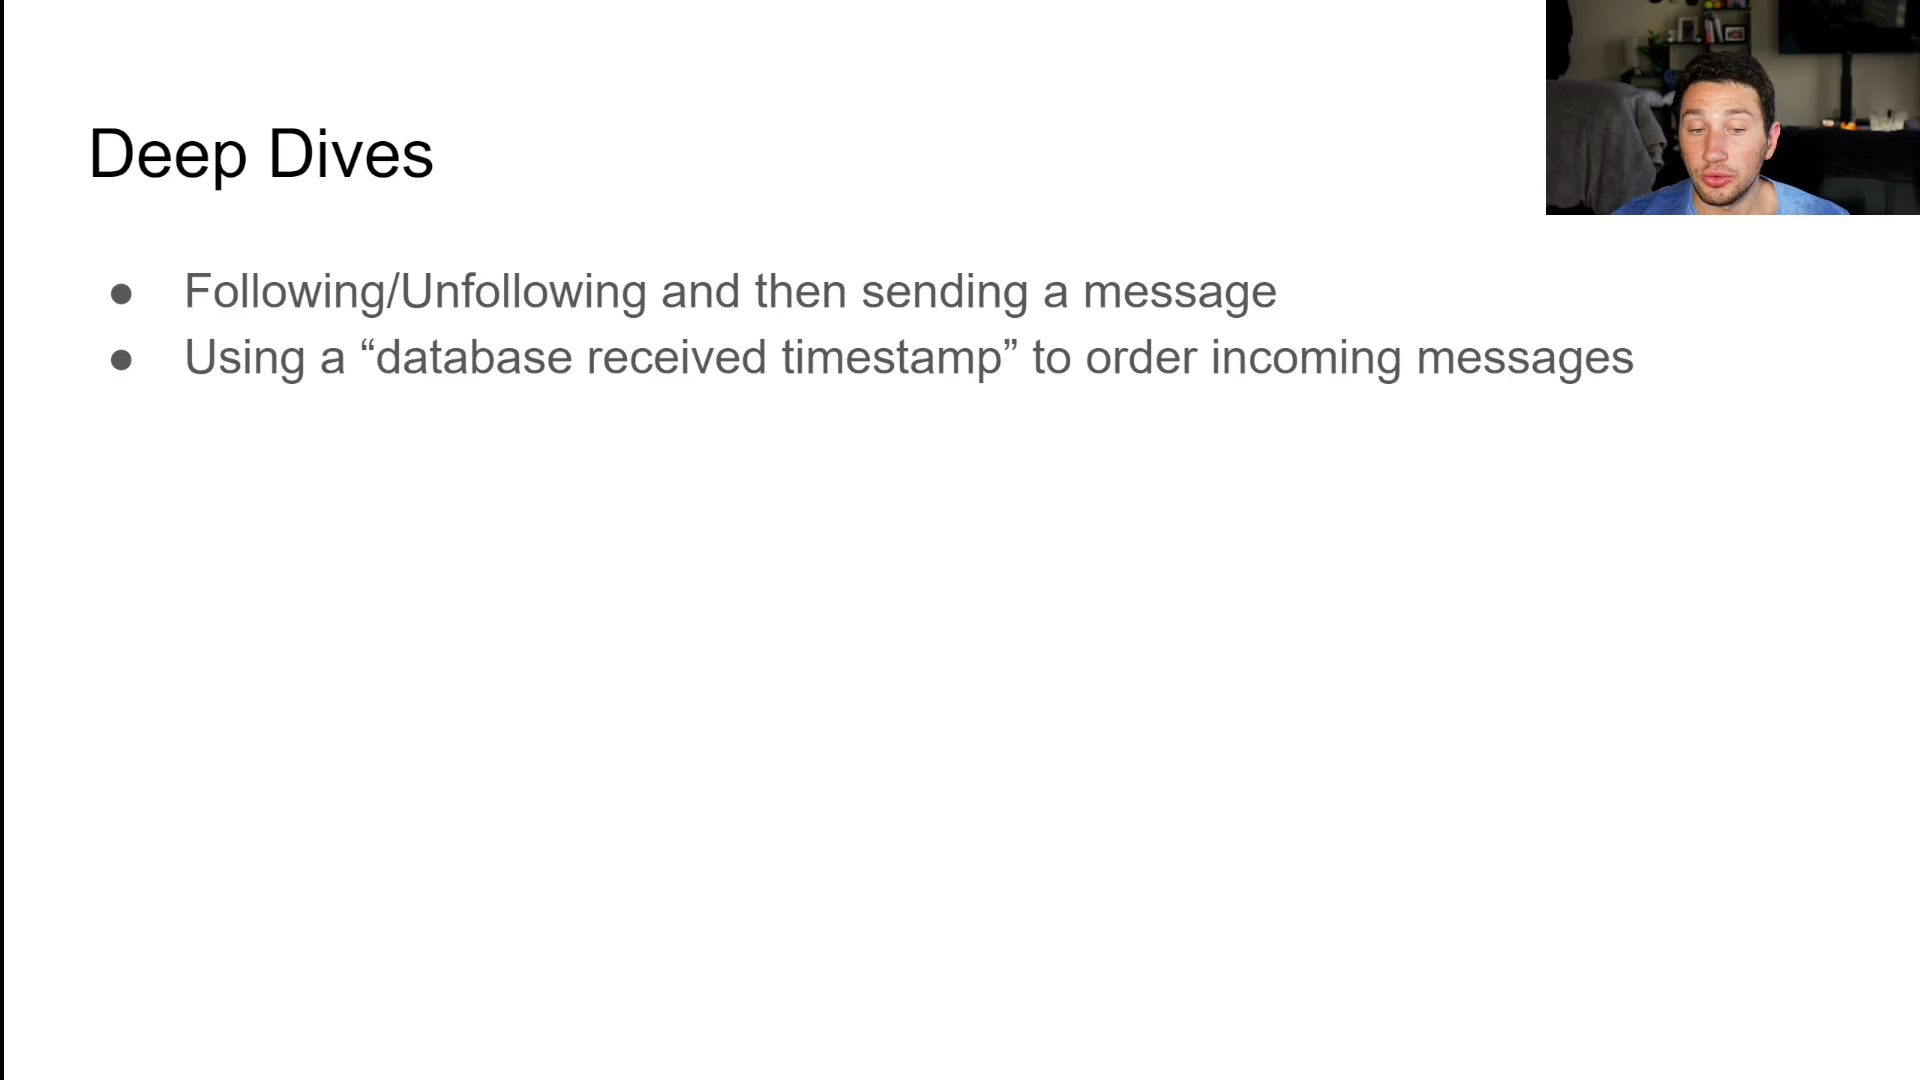 Deep Dives
● Following/Unfollowing and then sending a message
● Using a “database received timestamp” to order incoming messages